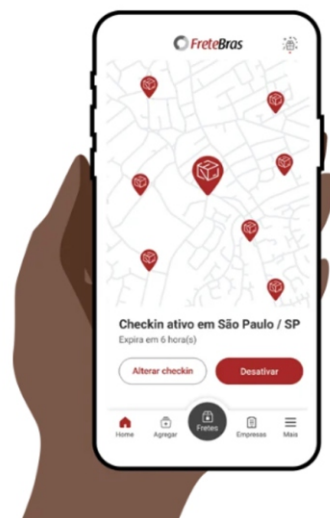 FreteBras
Checkin ativo em São Paulo / SP
Expira em 6 hora(s)
Alterar checkin
Desativar
Home
Agregar
Fretes
Empresas
Mais